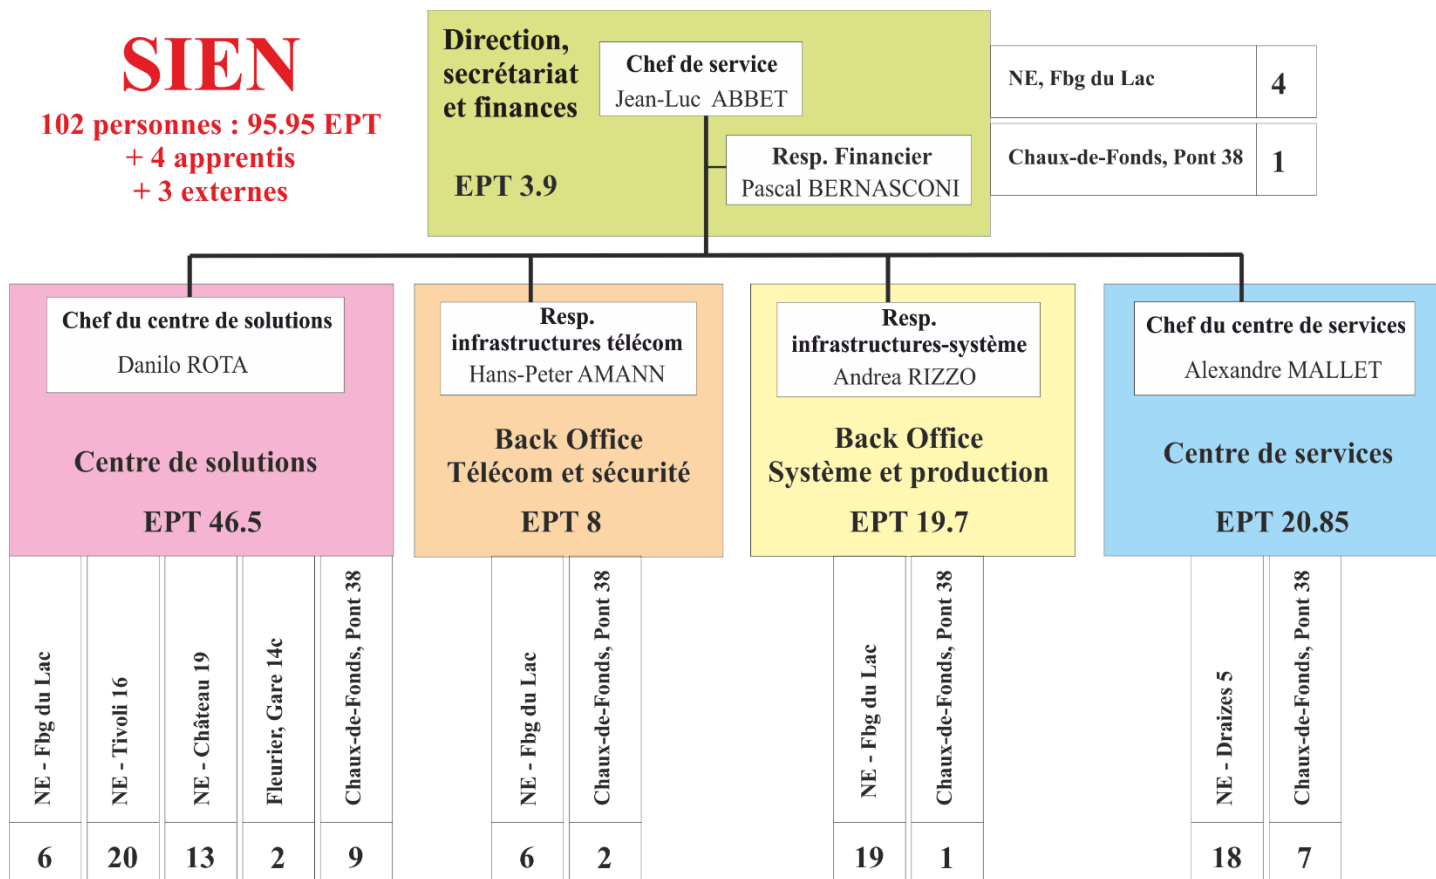 SIEN
102 personnes : 95.95 EPT
+ 4 apprentis
+ 3 externes
Direction,
secrétariat
et finances
EPT 3.9
Chef de service
Jean-Luc ABBET
Resp. Financier
Pascal BERNASCONI
NE, Fbg du Lac
4
Chaux-de-Fonds, Pont 38
1
Chef du centre de solutions
Danilo ROTA
Centre de solutions
EPT 46.5
Resp.
infrastructures télécom
Hans-Peter AMANN
Back Office
Télécom et sécurité
EPT 8
Resp.
infrastructures-système
Andrea RIZZO
Back Office
Système et production
EPT 19.7
Chef du centre de services
Alexandre MALLET
Centre de services
EPT 20.85
NE - Fbg du Lac
6
NE - Tivoli 16
20
NE - Château 19
13
Fleurier, Gare 14c
2
Chaux-de-Fonds, Pont 38
9
NE - Fbg du Lac
6
Chaux-de-Fonds, Pont 38
2
NE - Fbg du Lac
19
Chaux-de-Fonds, Pont 38
1
NE - Draizes 5
18
Chaux-de-Fonds, Pont 38
7